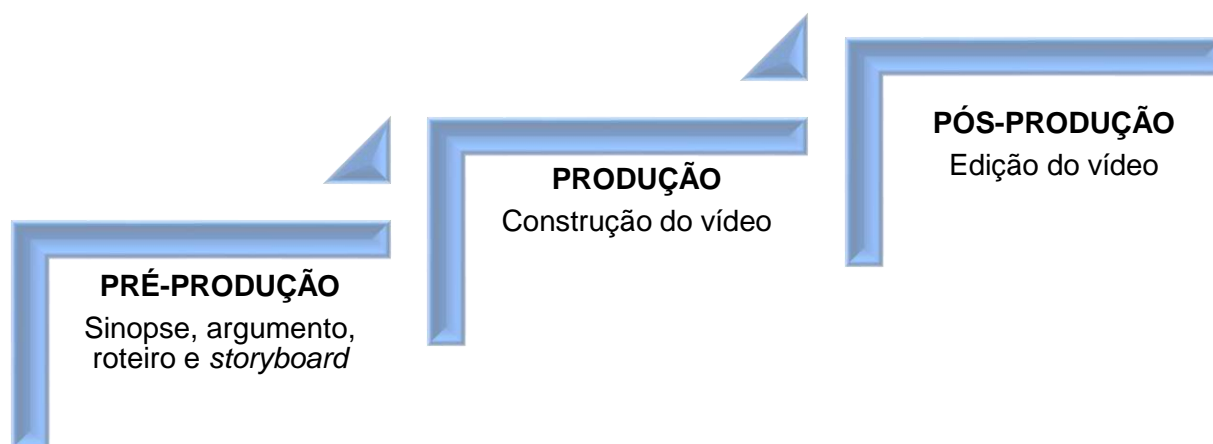 PRÉ-PRODUÇÃO
Sinopse, argumento,
roteiro e storyboard
PRODUÇÃO
Construção do vídeo
PÓS-PRODUÇÃO
Edição do vídeo